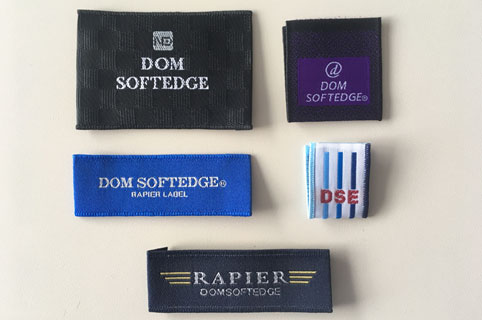 DOM
SOFTEDGE
@
DOM
SOFTEDGE®
DOM SOFTEDGE®
RAPIER LABEL
DSE
RAPIER
DOMSOFTEDGE